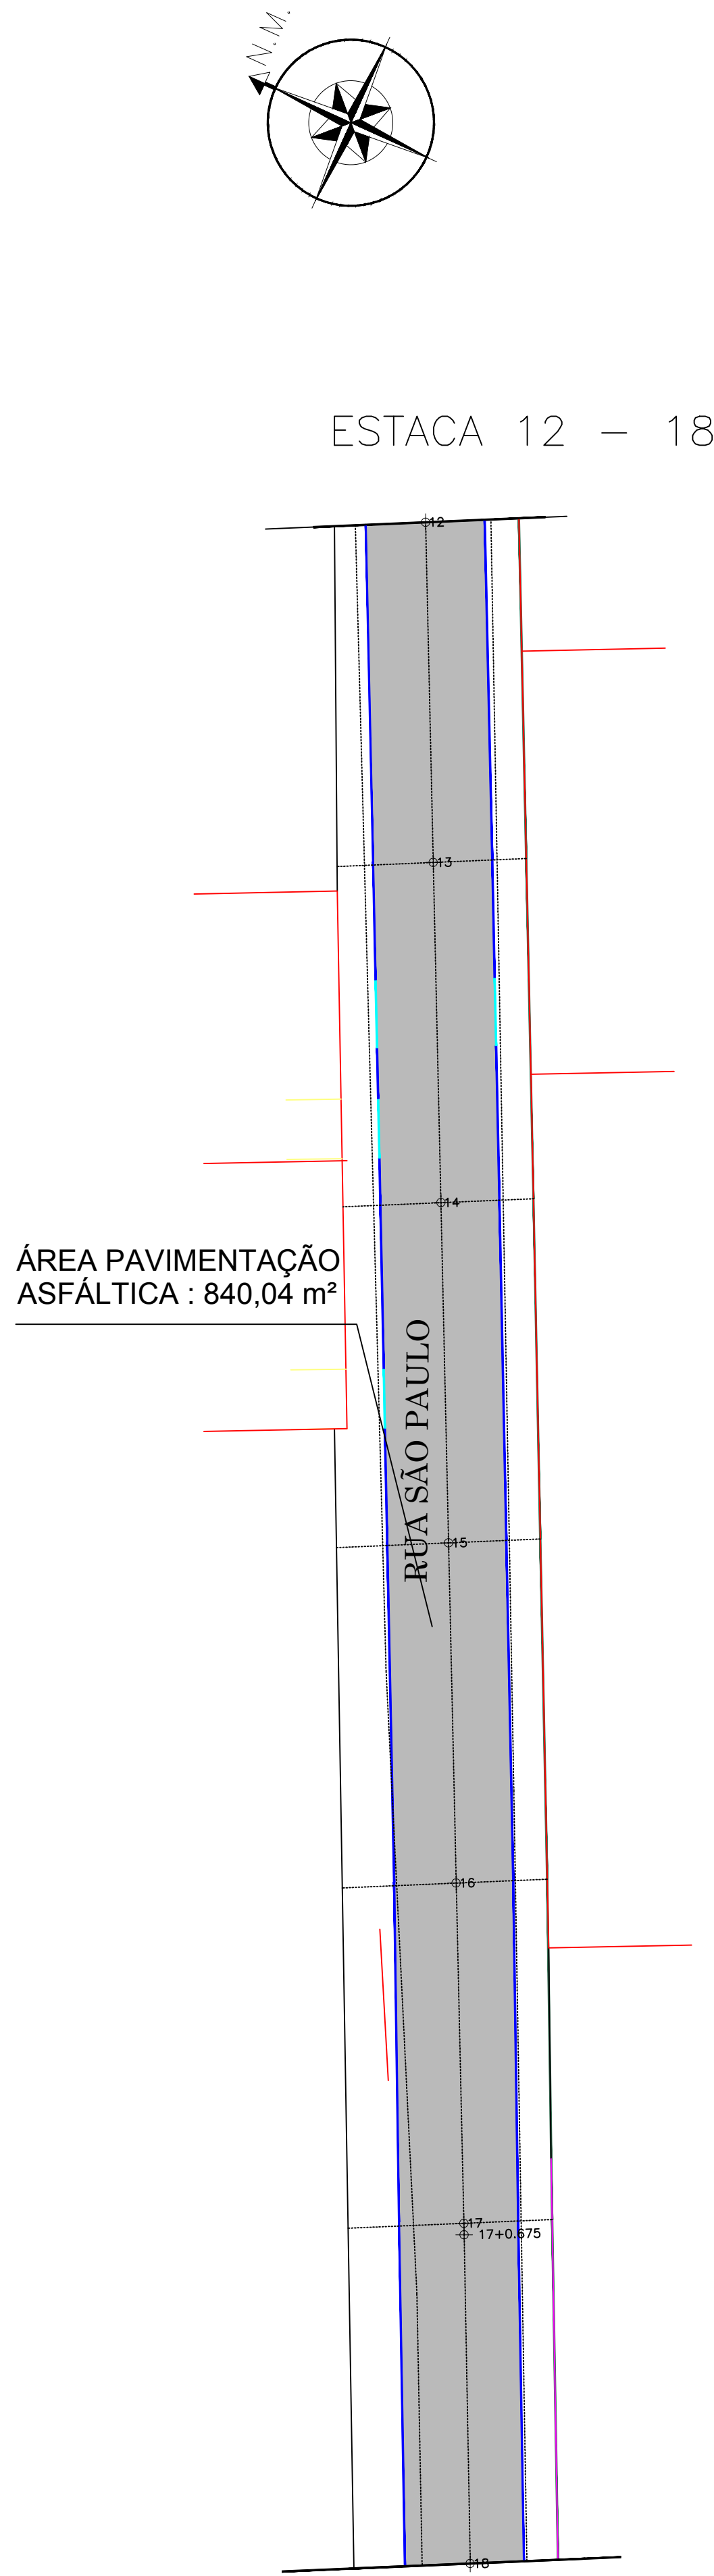 N.M.
ESTACA 12 - 18
12
13
14
ÁREA PAVIMENTAÇÃO
ASFÁLTICA : 840,04 m²
RUA SÃO PAULO
15
16
17
17+0.675
18